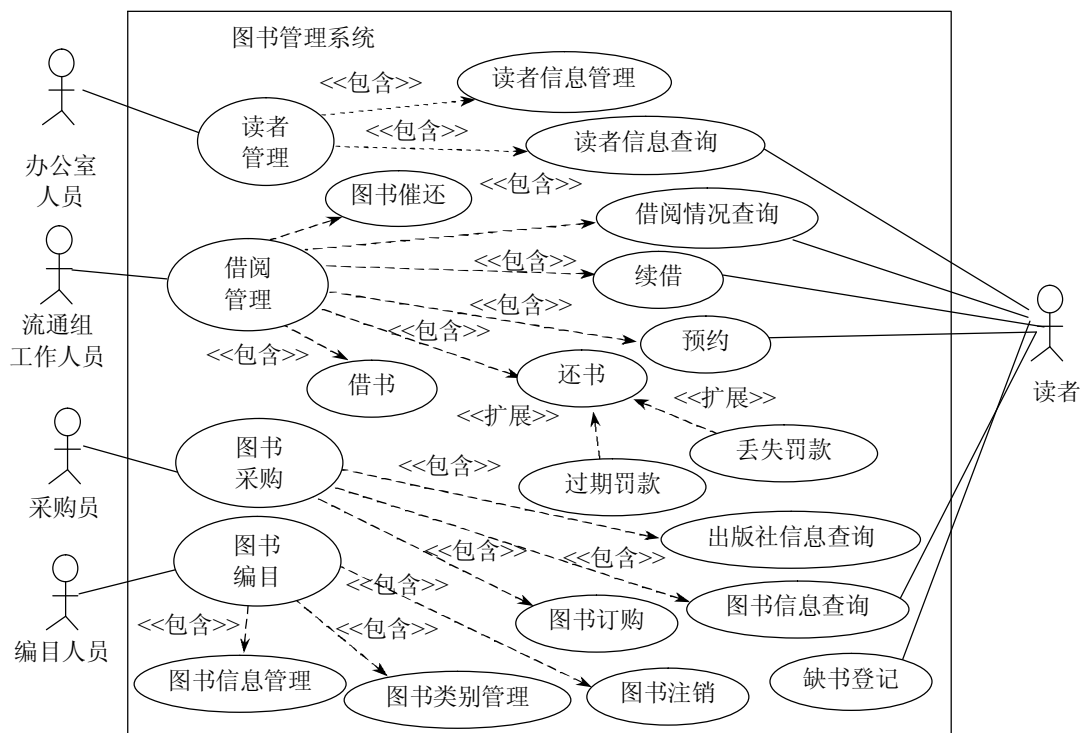 图书管理系统
<<包含>>
读者信息管理
读者
管理
<<包含>>
读者信息查询
办公室
人员
图书催还
<<包含>>
借阅情况查询
借阅
管理
<<包含>>
续借
流通组
工作人员
<<包含>>
<<包含>>
预约
<<包含>>
借书
还书
读者
<<扩展>>
<<扩展>>
图书
采购
<<包含>>
丢失罚款
过期罚款
采购员
图书
编目
出版社信息查询
<<包含>>
<<包含>>
<<包含>>
图书订购
图书信息查询
<<包含>>
<<包含>>
编目人员
图书信息管理
图书类别管理
图书注销
缺书登记